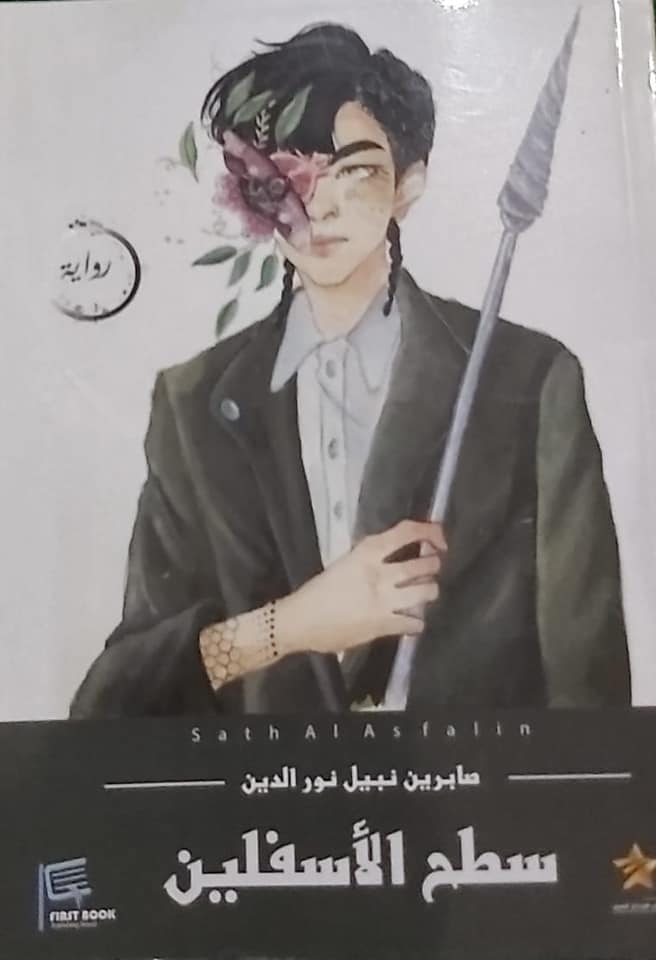 رواية
Sath Al Asfalin
صابرين نبيل نور الدين
سطح الأسفلين
FIRST BOOK